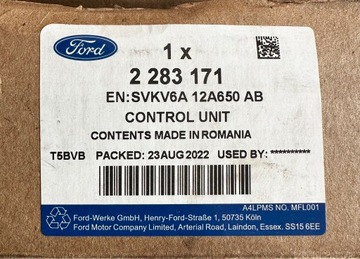 Ford
1 x
2 283 171
EN: SVKV6A 12A650 AB
CONTROL UNIT
CONTENTS MADE IN ROMANIA
T5BVB PACKED: 23AUG2022 USED BY: **********
A4LPMS NO. MFL001
Ford-Werke GmbH, Henry-Ford-Straße 1, 50735 Köln
Ford Motor Company Limited, Arterial Road, Laindon, Essex. SS15 6EE